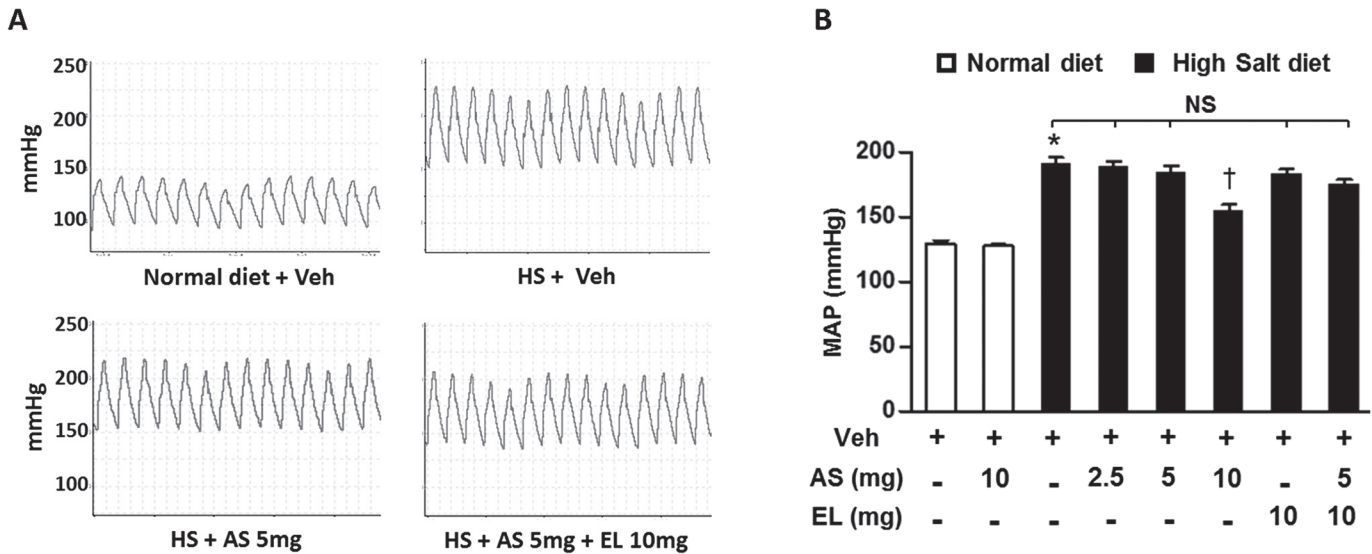 A
250
200
150
100
mmHg
Normal diet + Veh
HS + Veh
250
200
150
100
mmHg
HS + AS 5mg
HS + AS 5mg + EL 10mg
B
Normal diet High Salt diet
NS
* †
200
150
100
50
0
MAP (mmHg)
Veh + + + + + + + +
AS (mg) - 10 - 2.5 5 10 - 5
EL (mg) - - - - - - 10 10